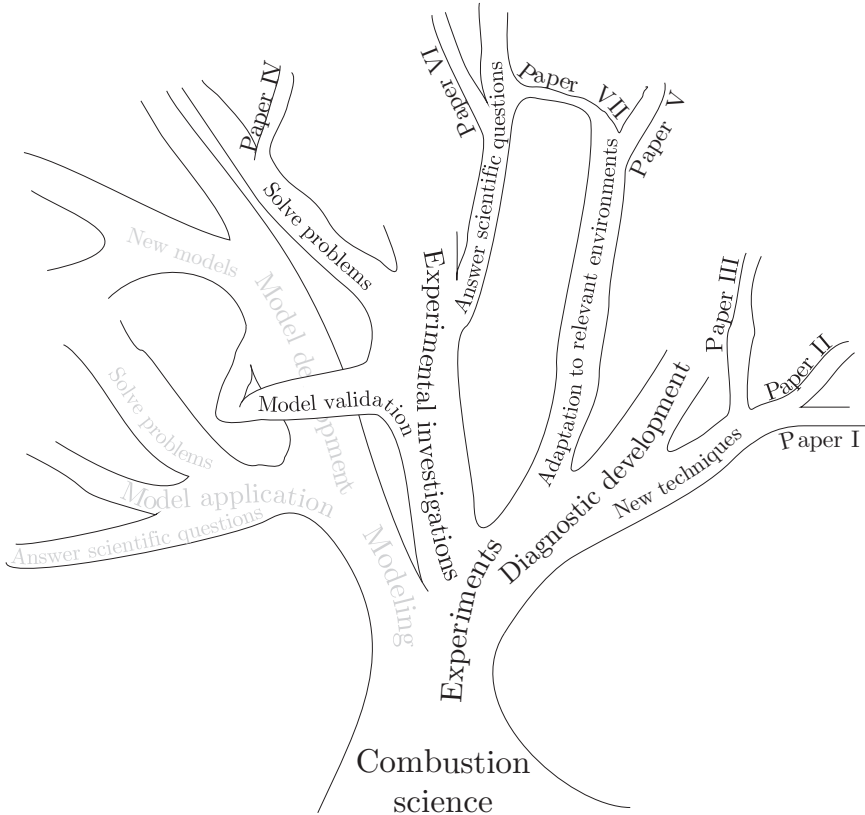 Paper IV
Paper VI
Paper VII
Paper V
Answer scientific questions
Solve problems
New models
Adaptation to relevant environments
Experimental investigations
Model development
Paper III
Paper II
Paper I
Solve problems
Model validation
Diagnostic development
New techniques
Model application
Answer scientific questions
Modeling
Experiments
Combustion
science